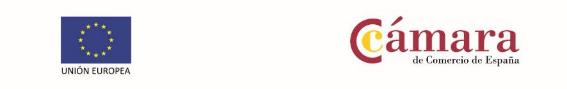 UNIÓN EUROPEA
Cámara
de Comercio de España